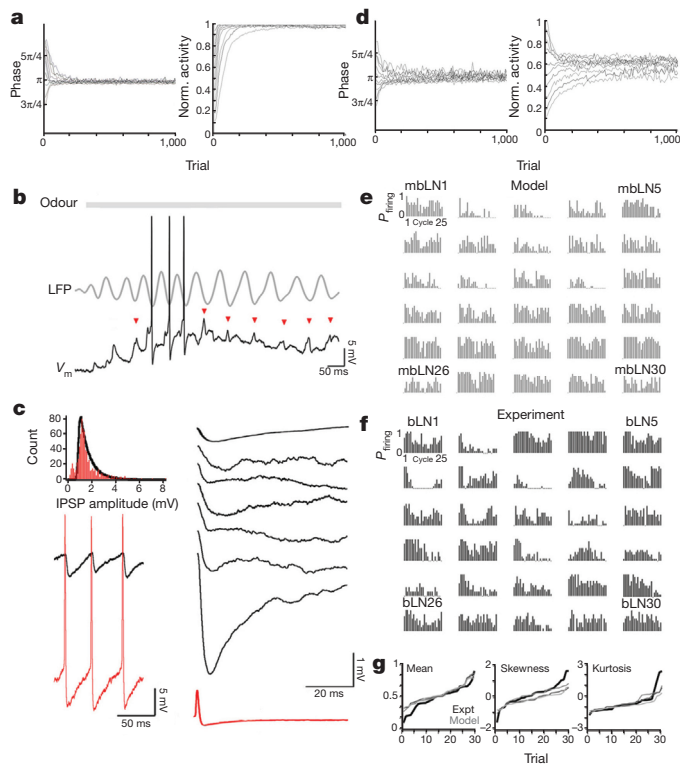 a
Phase
5π/4
π
3π/4
0
1,000
Norm. activity
1
0.8
0.6
0.4
0.2
0
0
1,000
Trial
d
Phase
5π/4
π
3π/4
0
1,000
Norm. activity
1
0.8
0.6
0.4
0.2
0
0
1,000
Trial
b
Odour
LFP
Vm
5 mV
50 ms
c
Count
80
60
40
20
0
0 2 4 6 8
IPSP amplitude (mV)
5 mV
50 ms
1 mV
20 ms
e
mbLN1 Model mbLN5
Pfiring
1
0
1 Cycle 25
mbLN26 mbLN30
f
Experiment
bLN1 bLN5
Pfiring
1
0
1 Cycle 25
bLN26 bLN30
g
Mean
1
0.5
0
0 10 20 30
Expt
Model
Skewness
2
0
−2
0 10 20 30
Kurtosis
3
0
−3
0 10 20 30
Trial